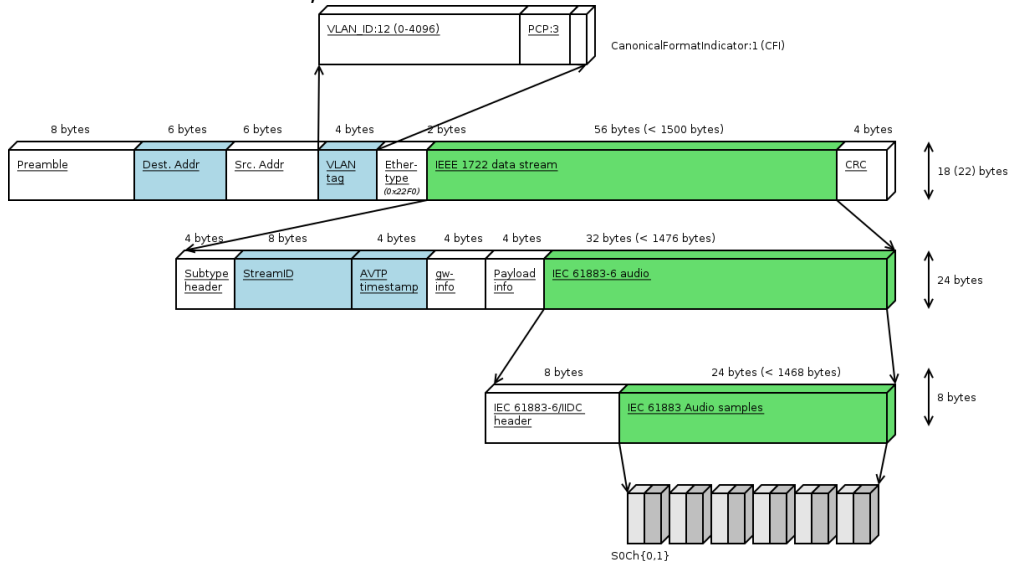 VLAN_ID:12 (0-4096)
PCP:3
CanonicalFormatIndicator:1 (CFI)
8 bytes
6 bytes
6 bytes
4 bytes
2 bytes
56 bytes (< 1500 bytes)
4 bytes
Preamble
Dest. Addr
Src. Addr
VLAN
tag
Ether-
type
(0x22F0)
IEEE 1722 data stream
CRC
18 (22) bytes
4 bytes
8 bytes
4 bytes
4 bytes
4 bytes
32 bytes (< 1476 bytes)
Subtype
header
StreamID
AVTP
timestamp
gw-
info
Payload
info
IEC 61883-6 audio
24 bytes
8 bytes
24 bytes (< 1468 bytes)
IEC 61883-6/IIDC
header
IEC 61883 Audio samples
8 bytes
S0Ch{0,1}